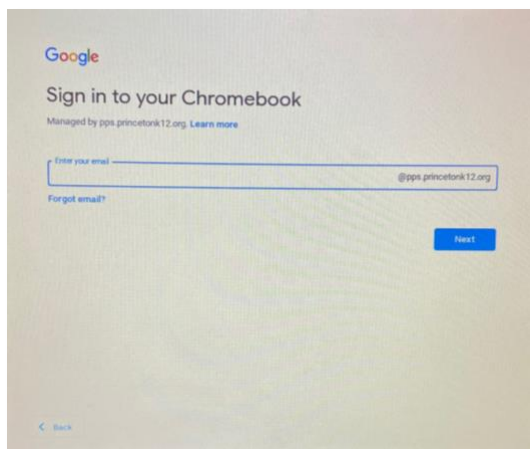 Google
Sign in to your Chromebook
Managed by pps.princetonk12.org. Learn more
Enter your email
@pps.princetonk12.org
Forgot email?
Next
< Back